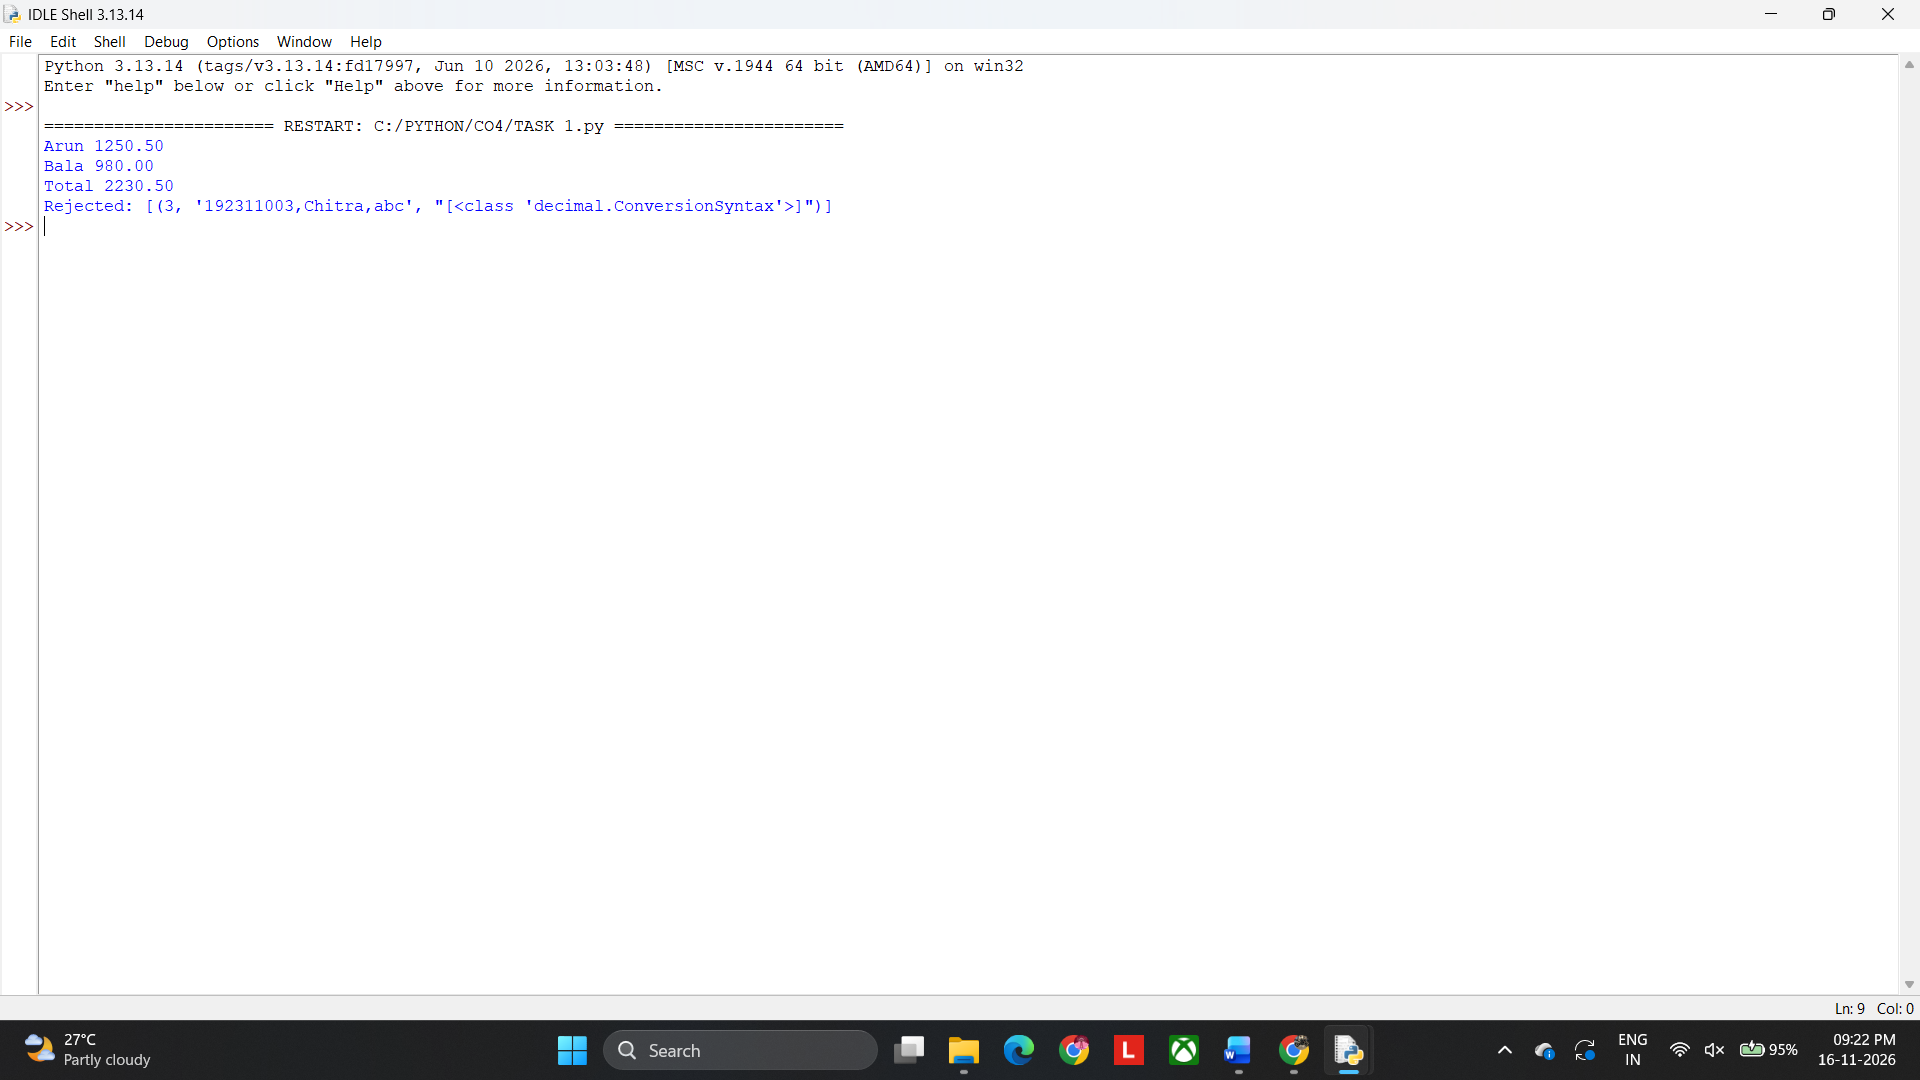 IDLE Shell 3.13.14
File Edit Shell Debug Options Window Help
Python 3.13.14 (tags/v3.13.14:fd17997, Jun 10 2026, 13:03:48) [MSC v.1944 64 bit (AMD64)] on win32
Enter "help" below or click "Help" above for more information.
>>>
======================= RESTART: C:/PYTHON/CO4/TASK 1.py =======================
Arun 1250.50
Bala 980.00
Total 2230.50
Rejected: [(3, '192311003,Chitra,abc', "[<class 'decimal.ConversionSyntax'>]")]
>>>
Ln: 9 Col: 0
27°C
Partly cloudy
Search
L
W
ENG
IN
95%
09:22 PM
16-11-2026